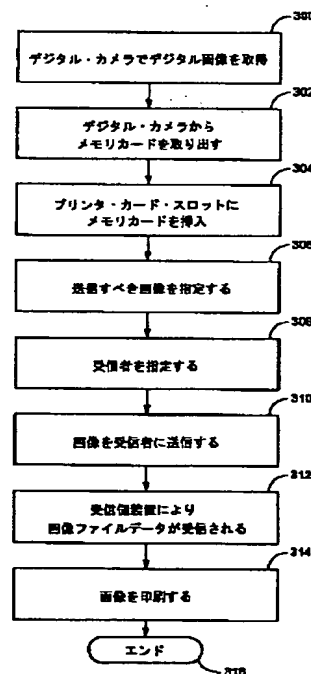 300
デジタル・カメラでデジタル画像を取得
302
デジタル・カメラから
メモリカードを取り出す
304
プリンタ・カード・スロットに
メモリカードを挿入
306
送信すべき画像を指定する
308
受信者を指定する
310
画像を受信者に送信する
312
受信側装置により
画像ファイルデータが受信される
314
画像を印刷する
エンド
316